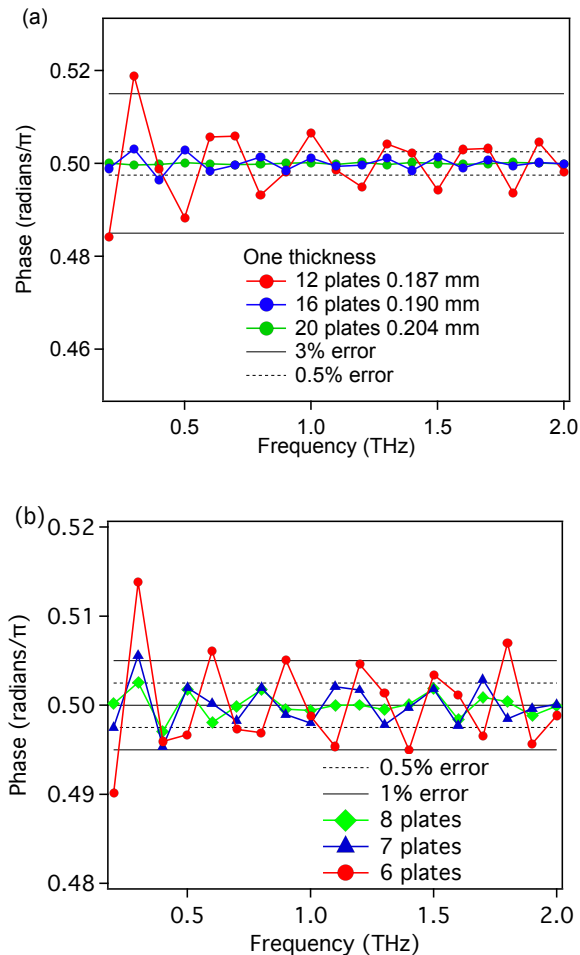 (a)
0.52
0.50
0.48
0.46
Phase (radians/π)
One thickness
12 plates 0.187 mm
16 plates 0.190 mm
20 plates 0.204 mm
3% error
0.5% error
0.5 1.0 1.5 2.0
Frequency (THz)
(b)
0.52
0.51
0.50
0.49
0.48
Phase (radians/π)
0.5% error
1% error
8 plates
7 plates
6 plates
0.5 1.0 1.5 2.0
Frequency (THz)